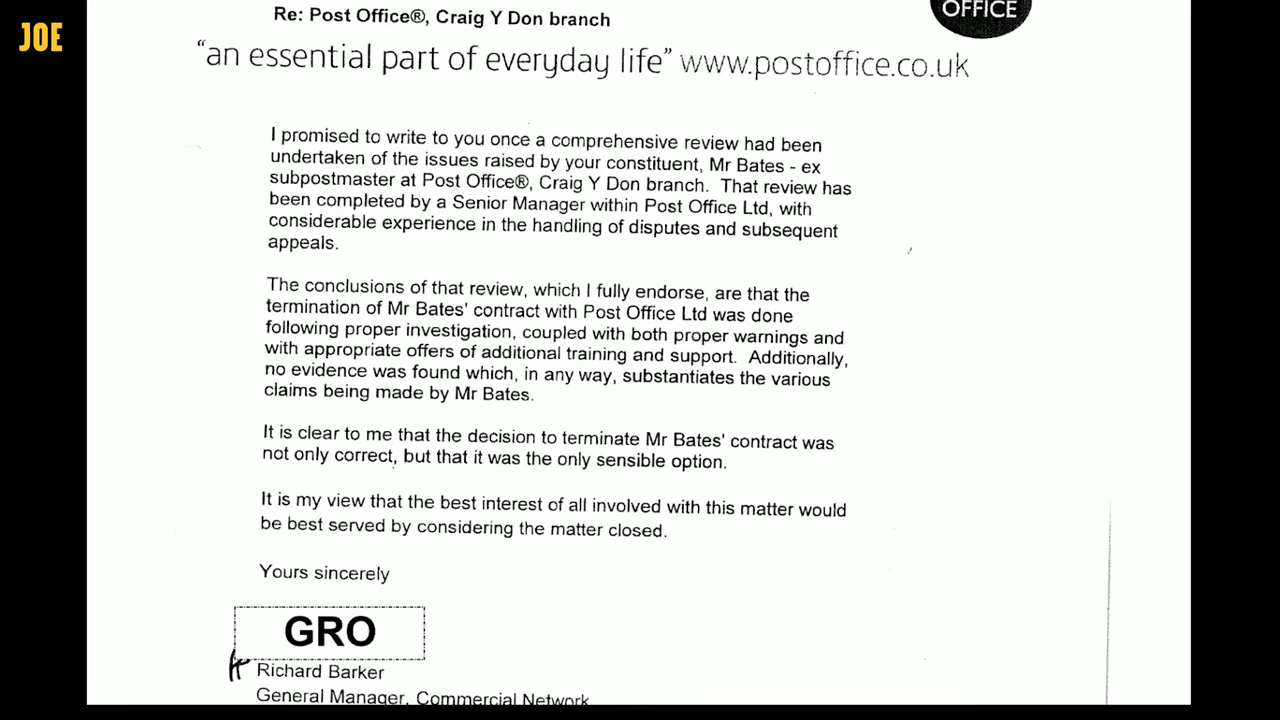 JOE
OFFICE
Re: Post Office®, Craig Y Don branch
“an essential part of everyday life” www.postoffice.co.uk
I promised to write to you once a comprehensive review had been
undertaken of the issues raised by your constituent, Mr Bates - ex
subpostmaster at Post Office®, Craig Y Don branch. That review has
been completed by a Senior Manager within Post Office Ltd, with
considerable experience in the handling of disputes and subsequent
appeals.
The conclusions of that review, which I fully endorse, are that the
termination of Mr Bates' contract with Post Office Ltd was done
following proper investigation, coupled with both proper warnings and
with appropriate offers of additional training and support. Additionally,
no evidence was found which, in any way, substantiates the various
claims being made by Mr Bates.
It is clear to me that the decision to terminate Mr Bates' contract was
not only correct, but that it was the only sensible option.
It is my view that the best interest of all involved with this matter would
be best served by considering the matter closed.
Yours sincerely
GRO
Richard Barker
General Manager, Commercial Network